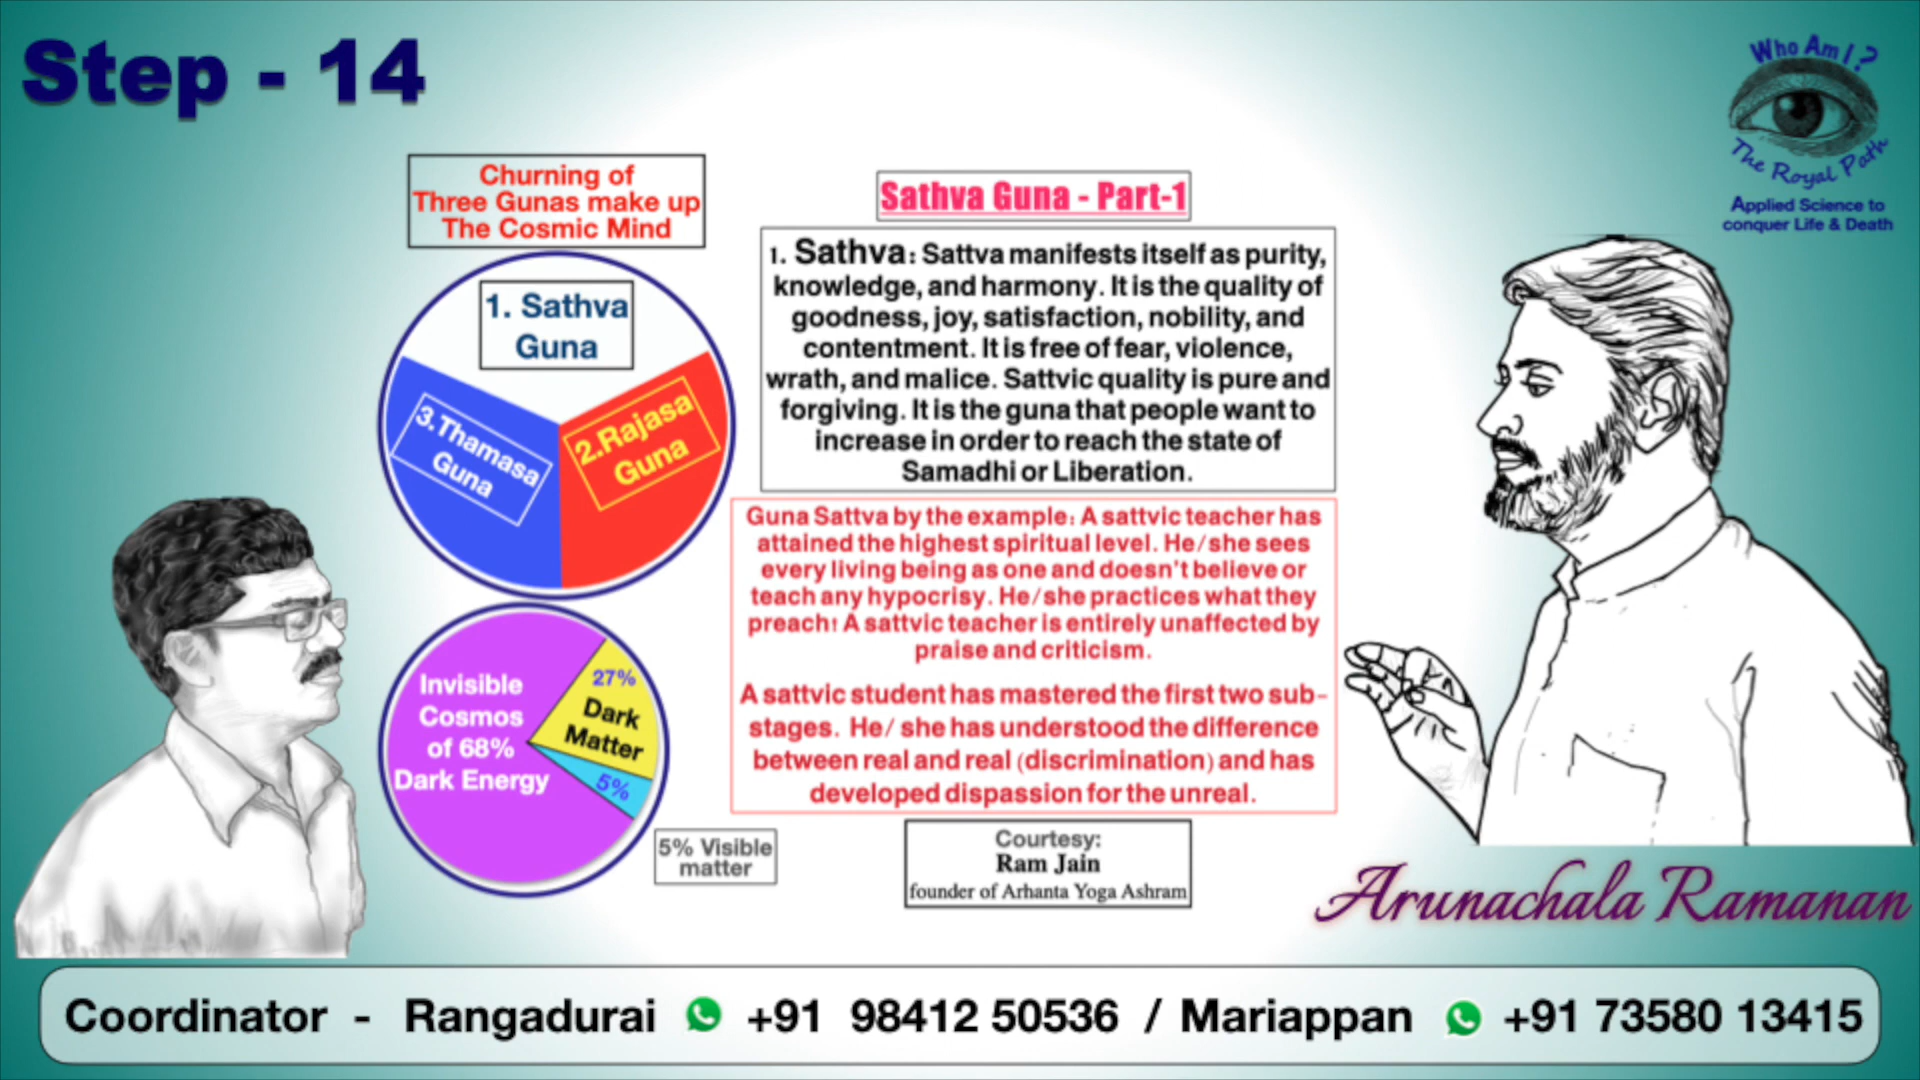 Step - 14
Who Am I ?
The Royal Path
Applied Science to
conquer Life & Death
Churning of
Three Gunas make up
The Cosmic Mind
1. Sathva
Guna
2.Rajasa
Guna
3.Thamasa
Guna
Invisible
Cosmos
of 68%
Dark Energy
27%
Dark
Matter
5%
5% Visible
matter
Sathva Guna - Part-1
1. Sathva: Sattva manifests itself as purity,
knowledge, and harmony. It is the quality of
goodness, joy, satisfaction, nobility, and
contentment. It is free of fear, violence,
wrath, and malice. Sattvic quality is pure and
forgiving. It is the guna that people want to
increase in order to reach the state of
Samadhi or Liberation.
Guna Sattva by the example: A sattvic teacher has
attained the highest spiritual level. He/she sees
every living being as one and doesn't believe or
teach any hypocrisy. He/she practices what they
preach! A sattvic teacher is entirely unaffected by
praise and criticism.
A sattvic student has mastered the first two sub-
stages. He/ she has understood the difference
between real and real (discrimination) and has
developed dispassion for the unreal.
Courtesy:
Ram Jain
founder of Arhanta Yoga Ashram
Arunachala Ramanan
Coordinator - Rangadurai +91 98412 50536 / Mariappan +91 73580 13415